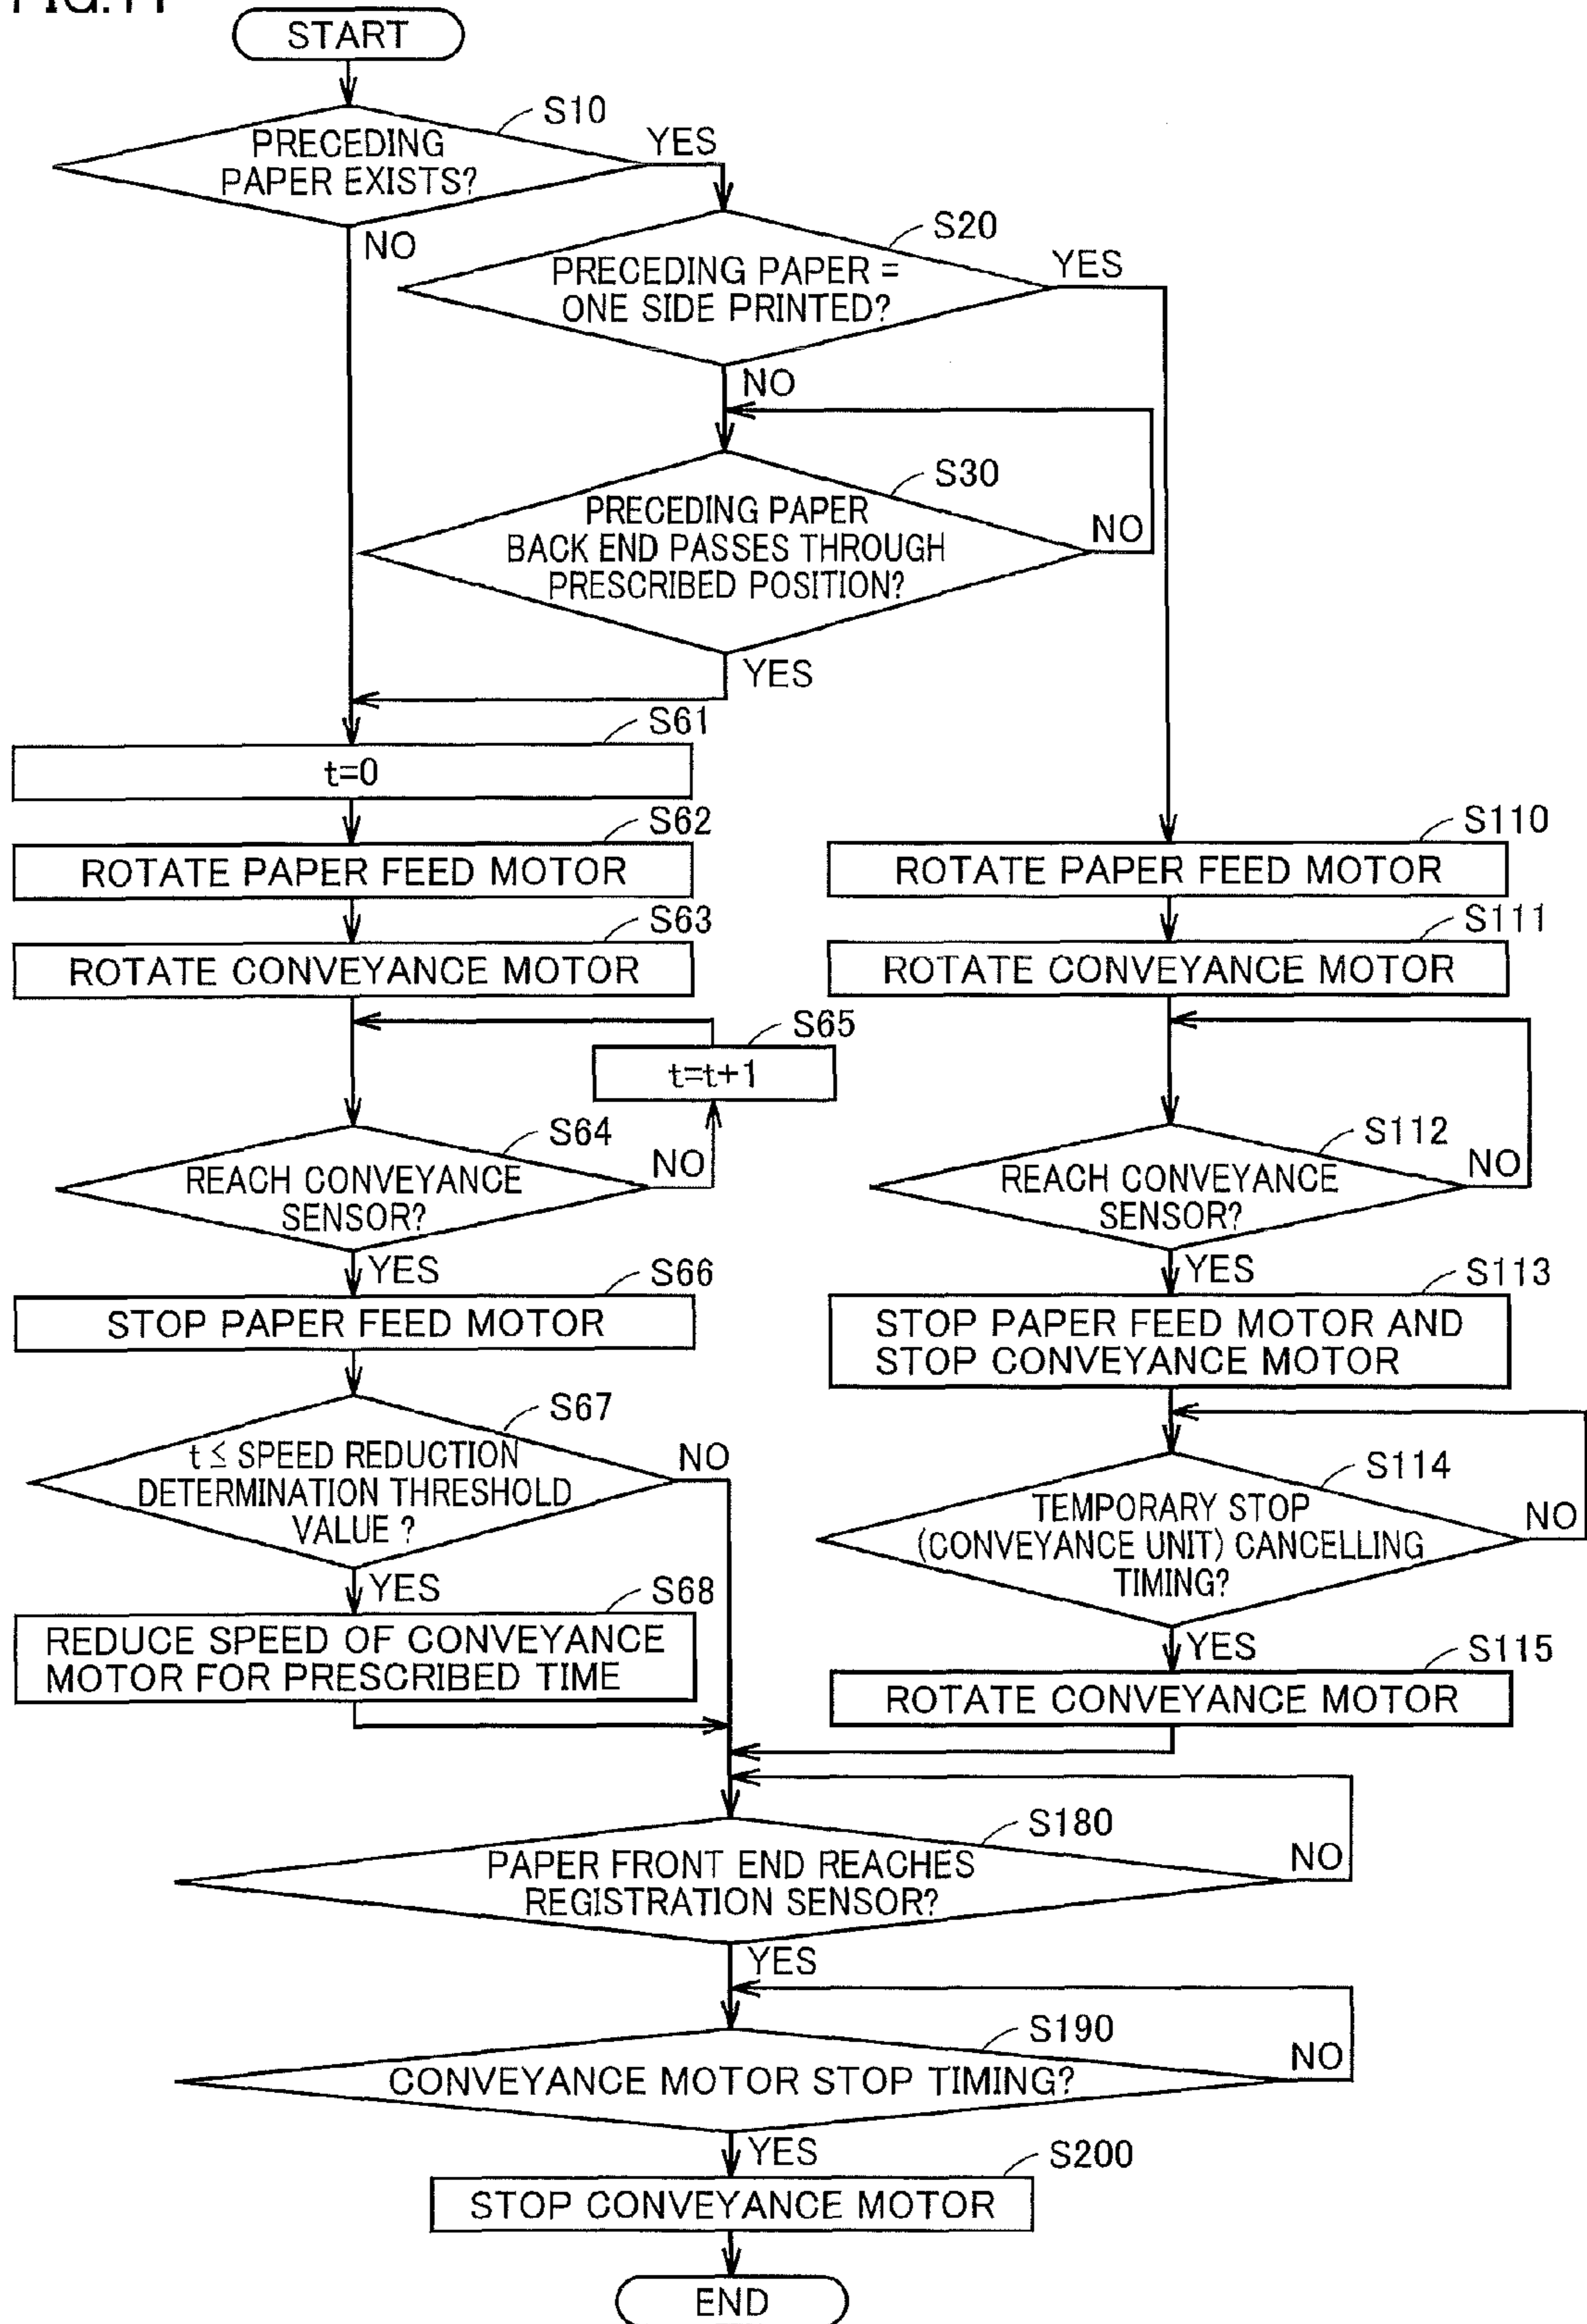 START
S10
PRECEDING
PAPER EXISTS?
YES
NO
S20
PRECEDING PAPER =
ONE SIDE PRINTED?
YES
NO
S30
PRECEDING PAPER
BACK END PASSES THROUGH
PRESCRIBED POSITION?
NO
YES
S61
t=0
S62
ROTATE PAPER FEED MOTOR
S63
ROTATE CONVEYANCE MOTOR
S65
t=t+1
S64
REACH CONVEYANCE
SENSOR?
NO
YES
S66
STOP PAPER FEED MOTOR
S67
t ≤ SPEED REDUCTION
DETERMINATION THRESHOLD
VALUE ?
NO
YES
S68
REDUCE SPEED OF CONVEYANCE
MOTOR FOR PRESCRIBED TIME
S110
ROTATE PAPER FEED MOTOR
S111
ROTATE CONVEYANCE MOTOR
S112
REACH CONVEYANCE
SENSOR?
NO
YES
S113
STOP PAPER FEED MOTOR AND
STOP CONVEYANCE MOTOR
S114
TEMPORARY STOP
(CONVEYANCE UNIT) CANCELLING
TIMING?
NO
YES
S115
ROTATE CONVEYANCE MOTOR
S180
PAPER FRONT END REACHES
REGISTRATION SENSOR?
NO
YES
S190
CONVEYANCE MOTOR STOP TIMING?
NO
YES
S200
STOP CONVEYANCE MOTOR
END